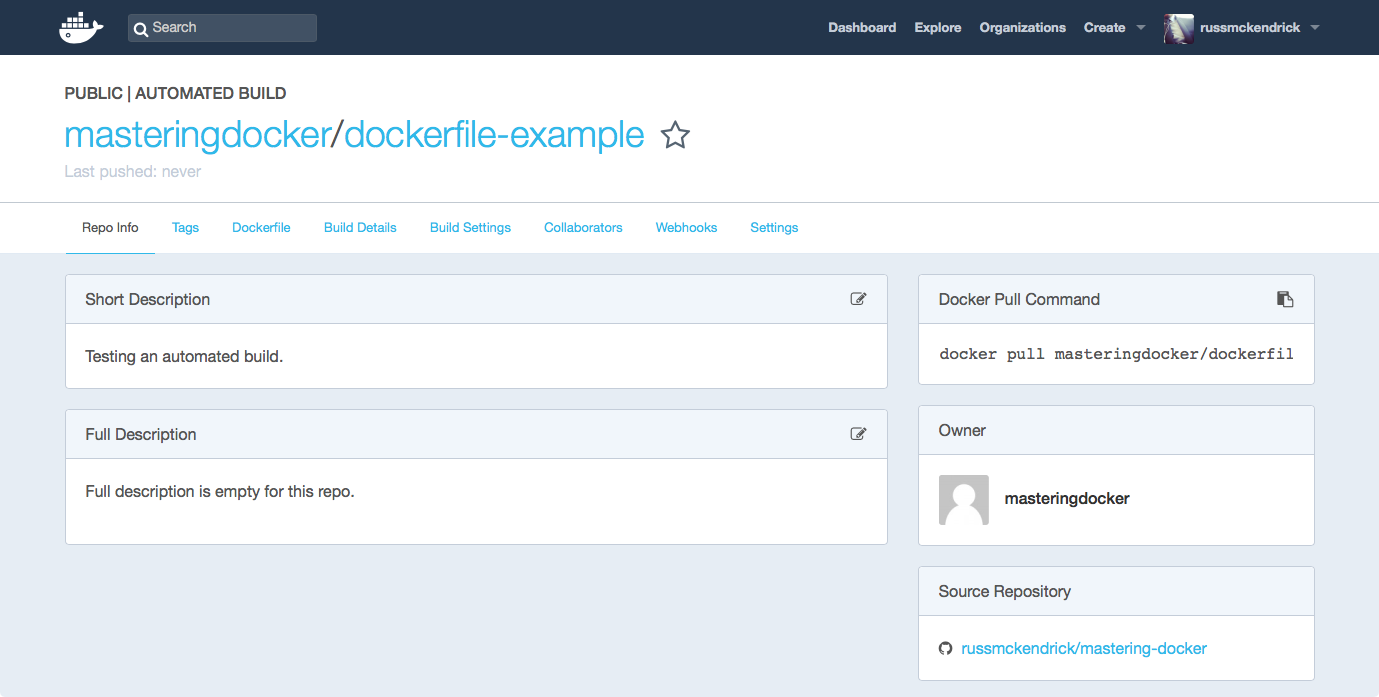 Search
Dashboard Explore Organizations Create russmckendrick
PUBLIC | AUTOMATED BUILD
masteringdocker/dockerfile-example
Last pushed: never
Repo Info Tags Dockerfile Build Details Build Settings Collaborators Webhooks Settings
Short Description
Testing an automated build.
Full Description
Full description is empty for this repo.
Docker Pull Command
docker pull masteringdocker/dockerfil
Owner
masteringdocker
Source Repository
russmckendrick/mastering-docker